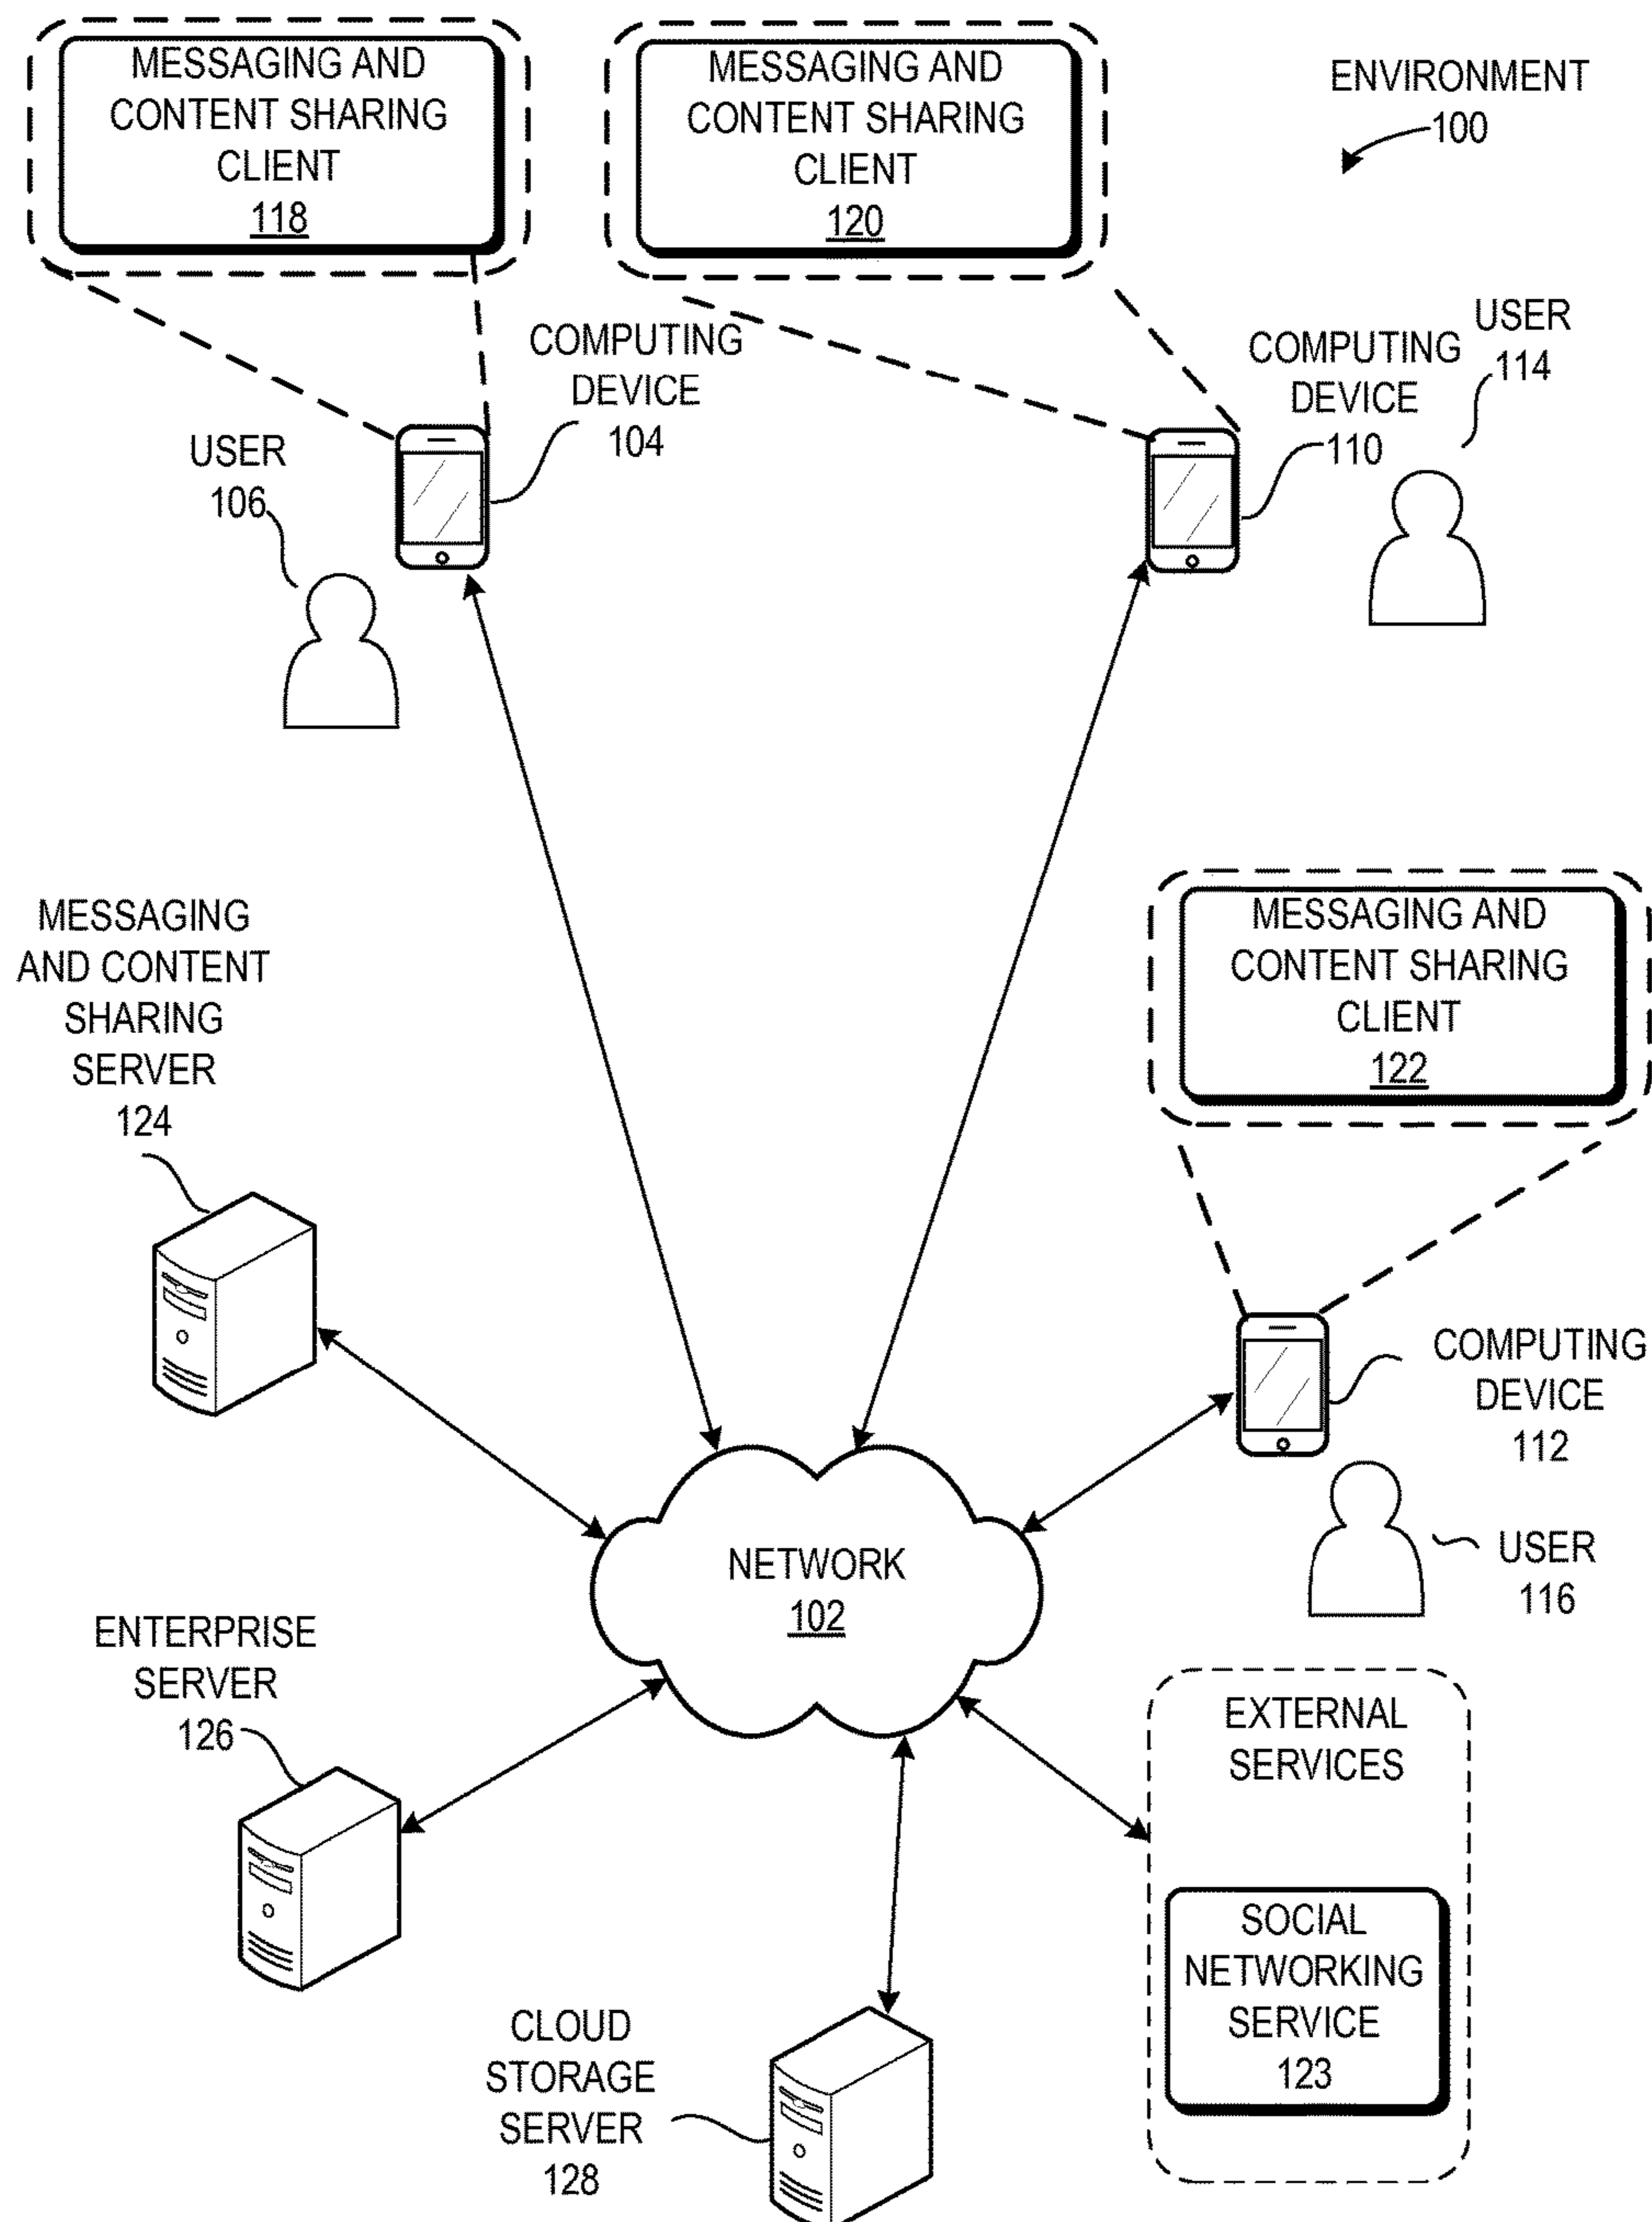 MESSAGING AND
CONTENT SHARING
CLIENT
118
MESSAGING AND
CONTENT SHARING
CLIENT
120
ENVIRONMENT
100
COMPUTING
DEVICE
104
USER
106
COMPUTING
DEVICE
110
USER
114
MESSAGING
AND CONTENT
SHARING
SERVER
124
MESSAGING AND
CONTENT SHARING
CLIENT
122
COMPUTING
DEVICE
112
USER
116
NETWORK
102
ENTERPRISE
SERVER
126
EXTERNAL
SERVICES
SOCIAL
NETWORKING
SERVICE
123
CLOUD
STORAGE
SERVER
128